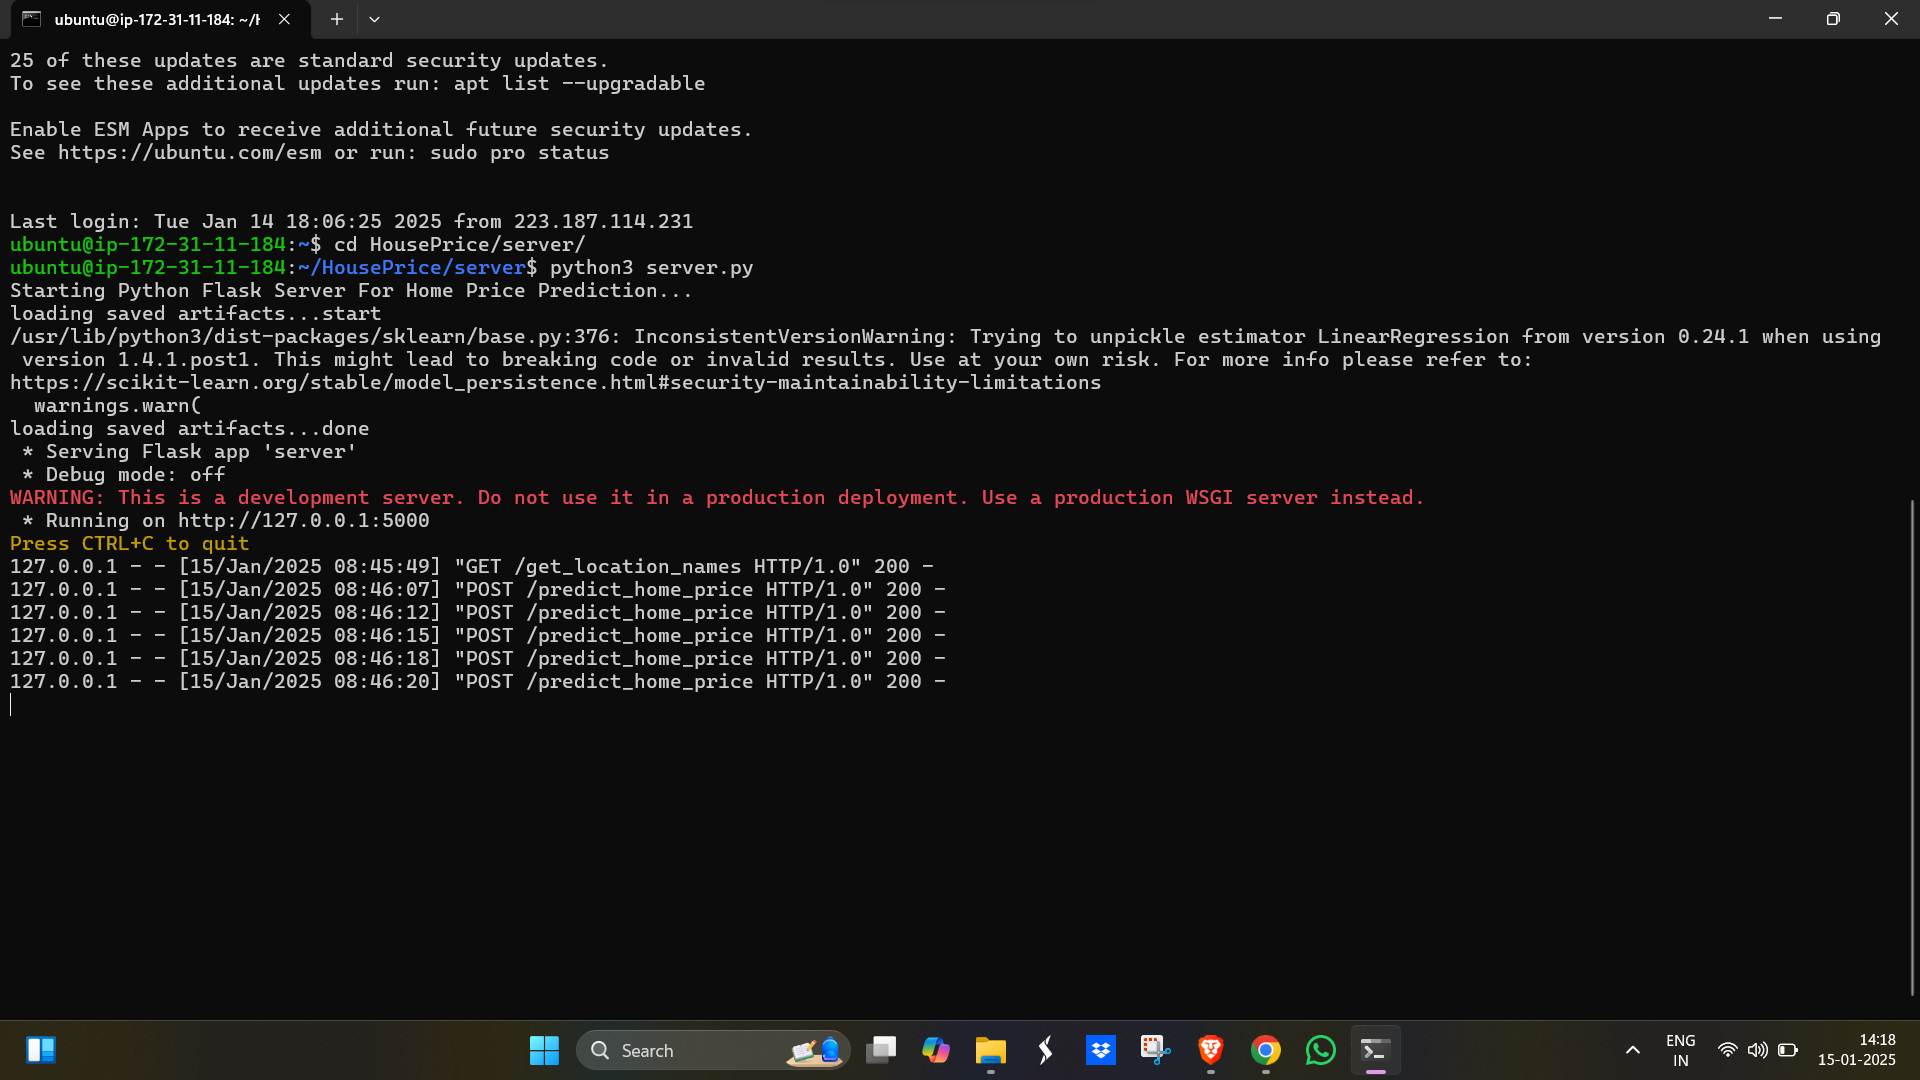 ubuntu@ip-172-31-11-184: ~/H
25 of these updates are standard security updates.
To see these additional updates run: apt list --upgradable
Enable ESM Apps to receive additional future security updates.
See https://ubuntu.com/esm or run: sudo pro status
Last login: Tue Jan 14 18:06:25 2025 from 223.187.114.231
ubuntu@ip-172-31-11-184:~$ cd HousePrice/server/
ubuntu@ip-172-31-11-184:~/HousePrice/server$ python3 server.py
Starting Python Flask Server For Home Price Prediction...
loading saved artifacts...start
/usr/lib/python3/dist-packages/sklearn/base.py:376: InconsistentVersionWarning: Trying to unpickle estimator LinearRegression from version 0.24.1 when using
 version 1.4.1.post1. This might lead to breaking code or invalid results. Use at your own risk. For more info please refer to:
https://scikit-learn.org/stable/model_persistence.html#security-maintainability-limitations
  warnings.warn(
loading saved artifacts...done
 * Serving Flask app 'server'
 * Debug mode: off
WARNING: This is a development server. Do not use it in a production deployment. Use a production WSGI server instead.
 * Running on http://127.0.0.1:5000
Press CTRL+C to quit
127.0.0.1 - - [15/Jan/2025 08:45:49] "GET /get_location_names HTTP/1.0" 200 -
127.0.0.1 - - [15/Jan/2025 08:46:07] "POST /predict_home_price HTTP/1.0" 200 -
127.0.0.1 - - [15/Jan/2025 08:46:12] "POST /predict_home_price HTTP/1.0" 200 -
127.0.0.1 - - [15/Jan/2025 08:46:15] "POST /predict_home_price HTTP/1.0" 200 -
127.0.0.1 - - [15/Jan/2025 08:46:18] "POST /predict_home_price HTTP/1.0" 200 -
127.0.0.1 - - [15/Jan/2025 08:46:20] "POST /predict_home_price HTTP/1.0" 200 -
Search
ENG
IN
14:18
15-01-2025